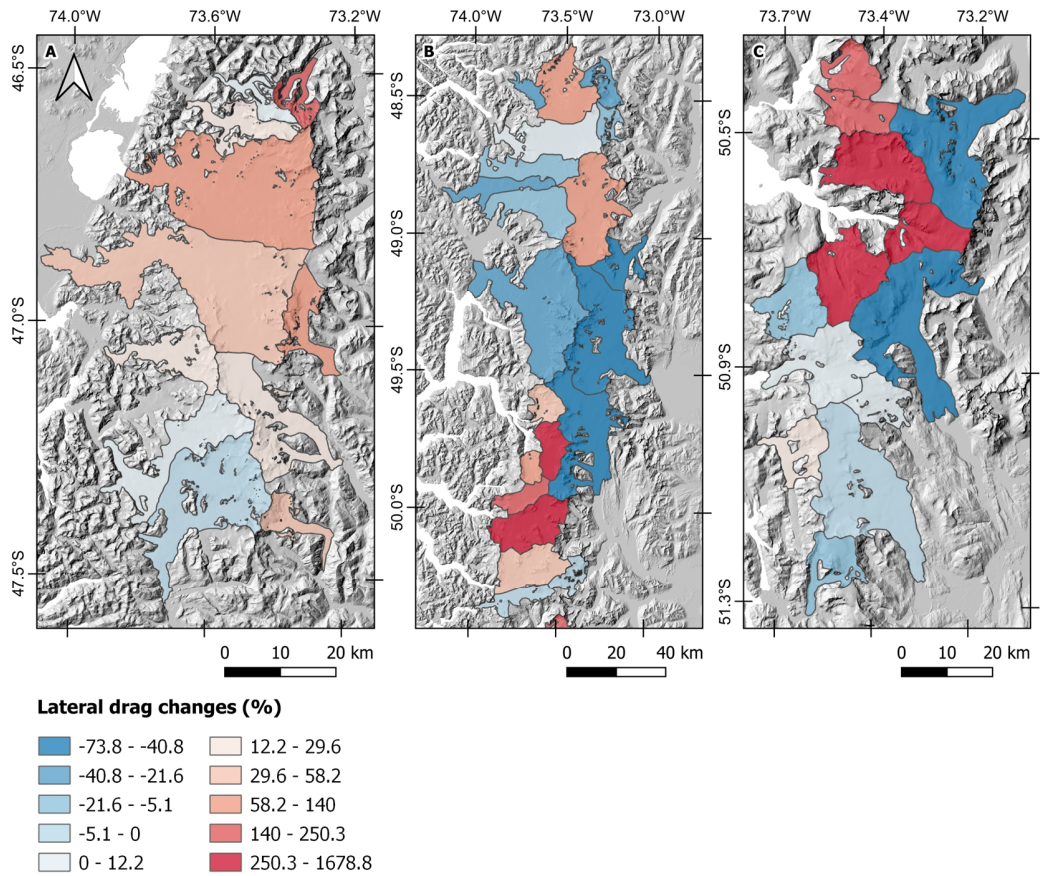 74.0°W 73.6°W 73.2°W 74.0°W 73.5°W 73.0°W 73.7°W 73.4°W 73.2°W
A B C
46.5°S
47.0°S
47.5°S
48.5°S
49.0°S
49.5°S
50.0°S
50.5°S
50.9°S
51.3°S
0 10 20 km
0 20 40 km
0 10 20 km
Lateral drag changes (%)
-73.8 - -40.8
-40.8 - -21.6
-21.6 - -5.1
-5.1 - 0
0 - 12.2
12.2 - 29.6
29.6 - 58.2
58.2 - 140
140 - 250.3
250.3 - 1678.8